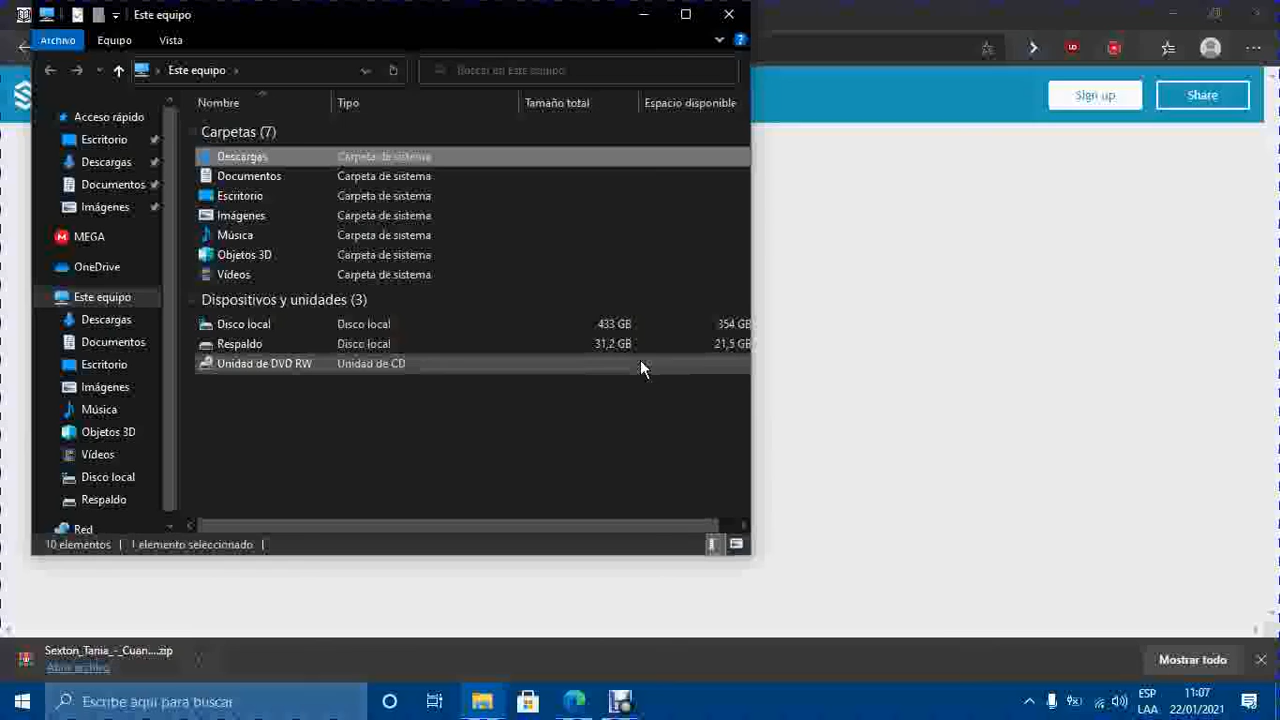 Este equipo
Archivo Equipo Vista
Este equipo Buscar en Este equipo
Sign up Share
Nombre Tipo Tamaño total Espacio disponible
Acceso rápido
Escritorio
Descargas
Documentos
Imágenes
MEGA
OneDrive
Este equipo
Descargas
Documentos
Escritorio
Imágenes
Música
Objetos 3D
Vídeos
Disco local
Respaldo
Red
Carpetas (7)
Descargas Carpeta de sistema
Documentos Carpeta de sistema
Escritorio Carpeta de sistema
Imágenes Carpeta de sistema
Música Carpeta de sistema
Objetos 3D Carpeta de sistema
Vídeos Carpeta de sistema
Dispositivos y unidades (3)
Disco local Disco local 433 GB 354 GB
Respaldo Disco local 31,2 GB 21,5 GB
Unidad de DVD RW Unidad de CD
10 elementos 1 elemento seleccionado
Sexton_Tania_-_Cuan....zip
Abrir archivo
Mostrar todo
Escribe aquí para buscar
ESP
LAA
11:07
22/01/2021